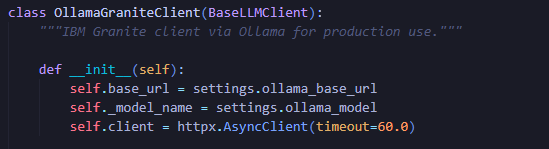 class OllamaGraniteClient(BaseLLMClient):
    """IBM Granite client via Ollama for production use."""
    def __init__(self):
        self.base_url = settings.ollama_base_url
        self._model_name = settings.ollama_model
        self.client = httpx.AsyncClient(timeout=60.0)